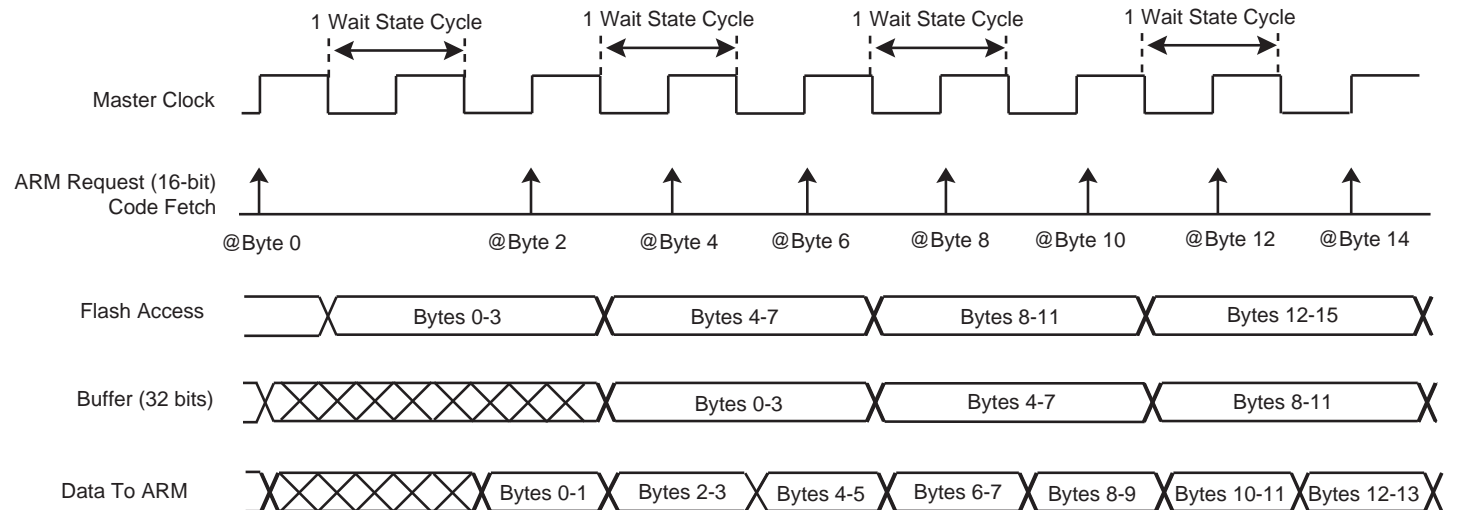 1 Wait State Cycle 1 Wait State Cycle 1 Wait State Cycle 1 Wait State Cycle
Master Clock
ARM Request (16-bit)
Code Fetch
@Byte 0 @Byte 2 @Byte 4 @Byte 6 @Byte 8 @Byte 10 @Byte 12 @Byte 14
Flash Access Bytes 0-3 Bytes 4-7 Bytes 8-11 Bytes 12-15
Buffer (32 bits) Bytes 0-3 Bytes 4-7 Bytes 8-11
Data To ARM Bytes 0-1 Bytes 2-3 Bytes 4-5 Bytes 6-7 Bytes 8-9 Bytes 10-11 Bytes 12-13